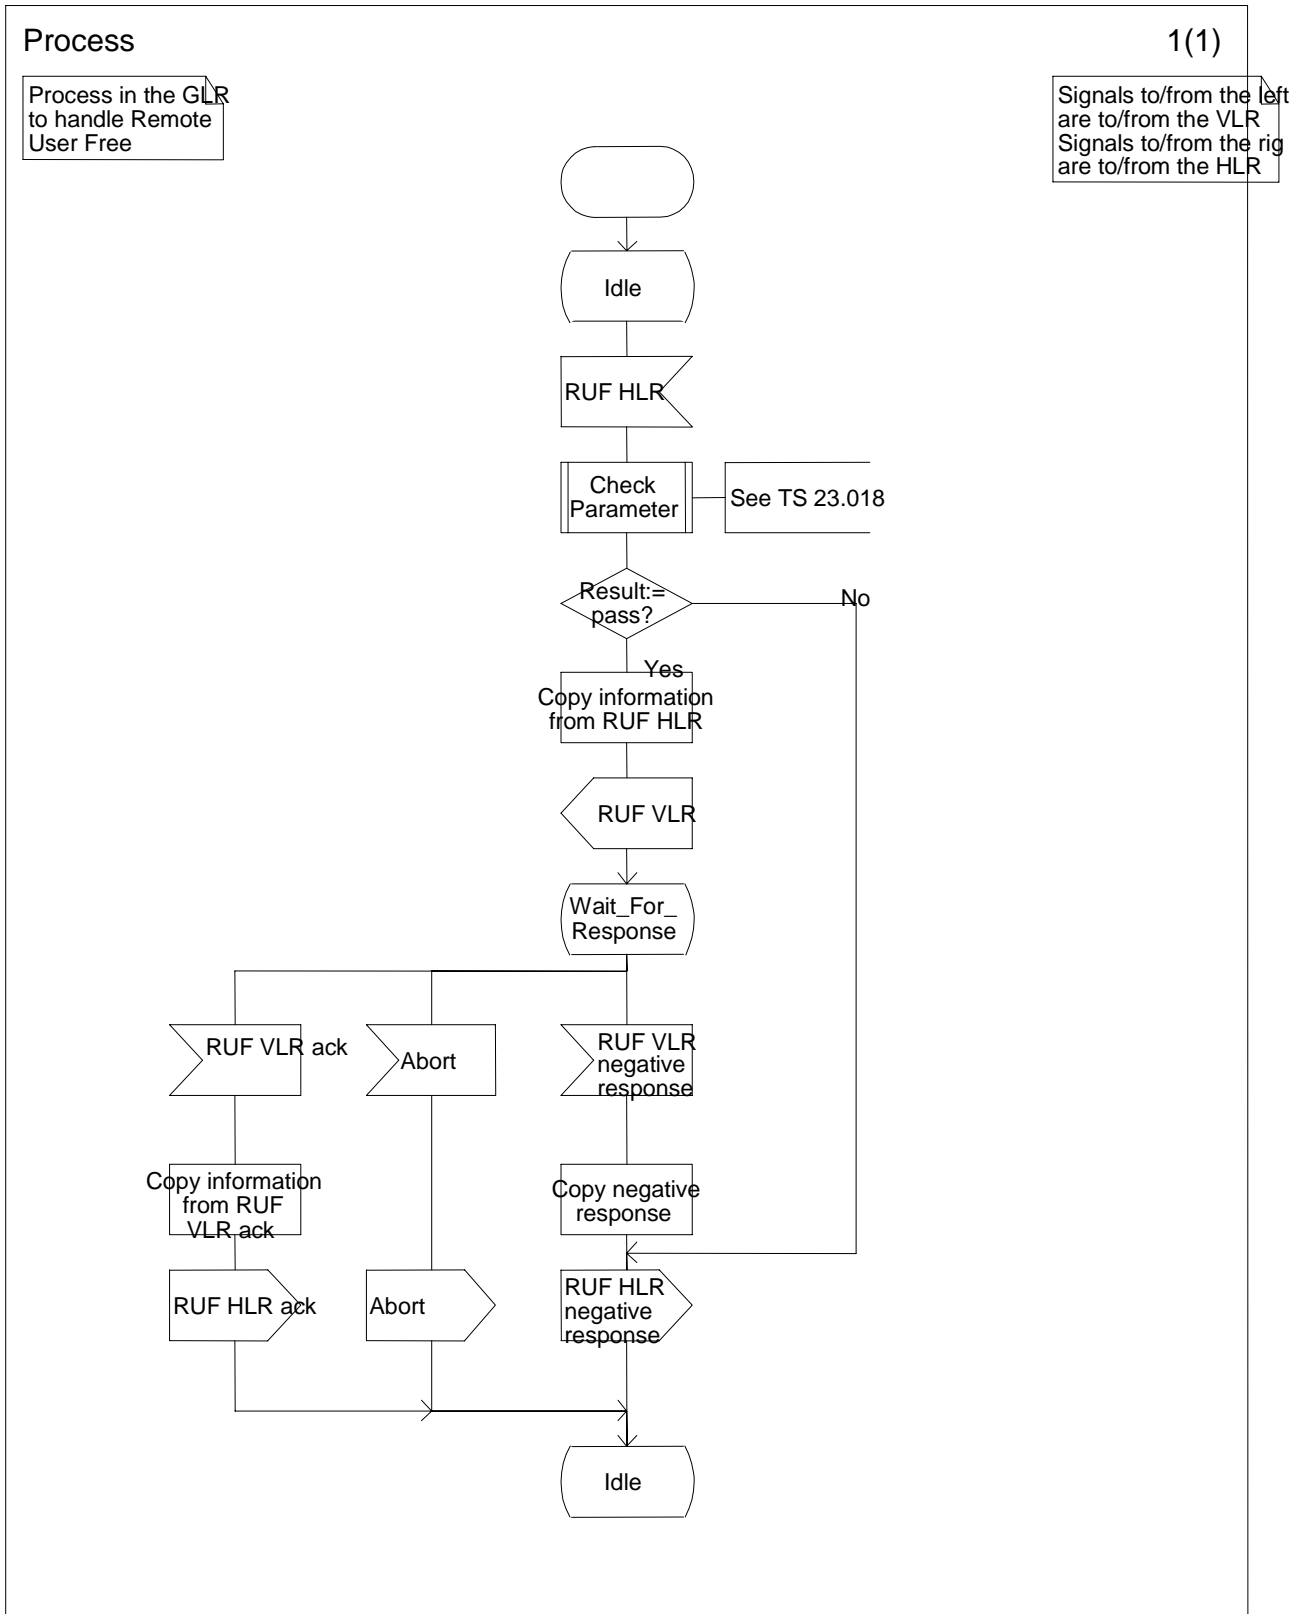 Process
1(1)
Process in the GLR
to handle Remote
User Free
Signals to/from the left
are to/from the VLR
Signals to/from the rig
are to/from the HLR
Idle
RUF HLR
Check
Parameter
See TS 23.018
Result:=
pass?
No
Yes
Copy information
from RUF HLR
RUF VLR
Wait_For_
Response
RUF VLR ack
Abort
RUF VLR
negative
response
Copy information
from RUF
VLR ack
Copy negative
response
RUF HLR ack
Abort
RUF HLR
negative
response
Idle